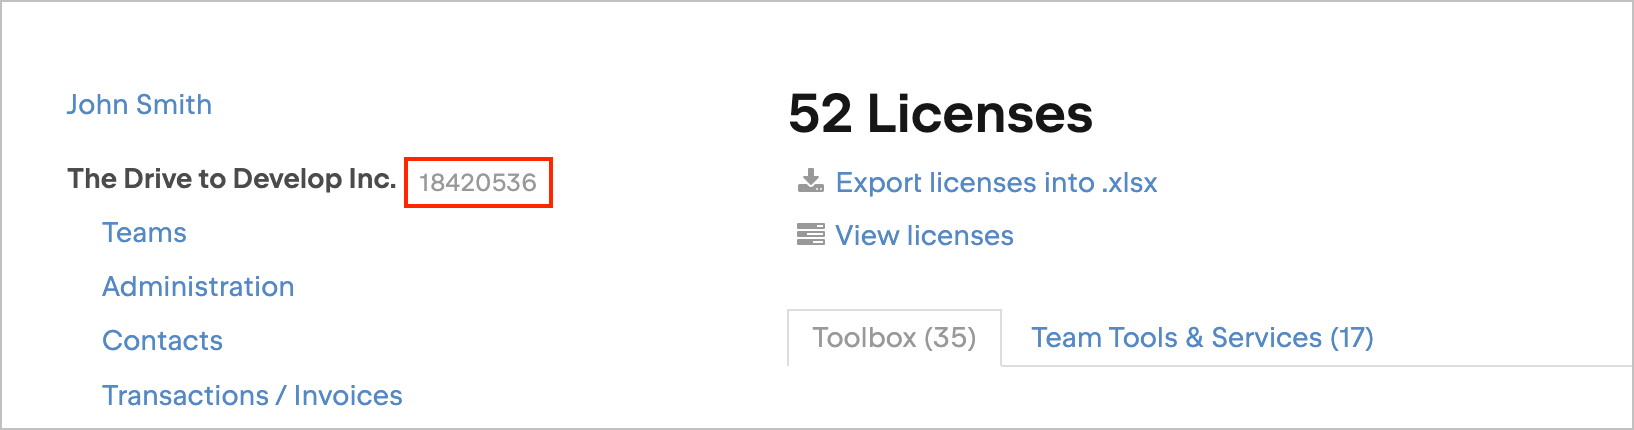 John Smith
The Drive to Develop Inc. 18420536
Teams
Administration
Contacts
Transactions / Invoices
52 Licenses
Export licenses into .xlsx
View licenses
Toolbox (35) Team Tools & Services (17)